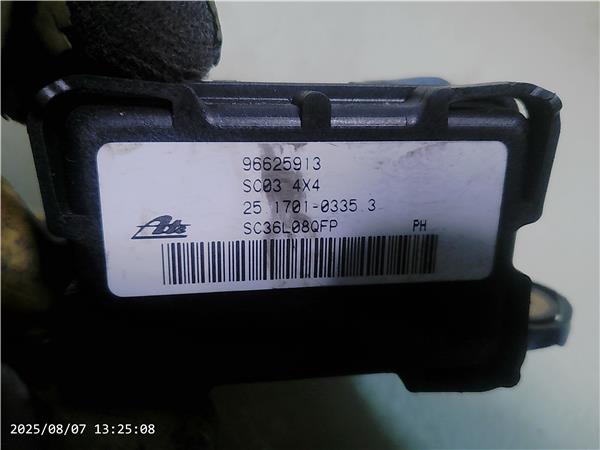 96625913
SC03 4X4
25 1701-0335 3
Ate
SC36L08QFP PH
2025/08/07 13:25:08